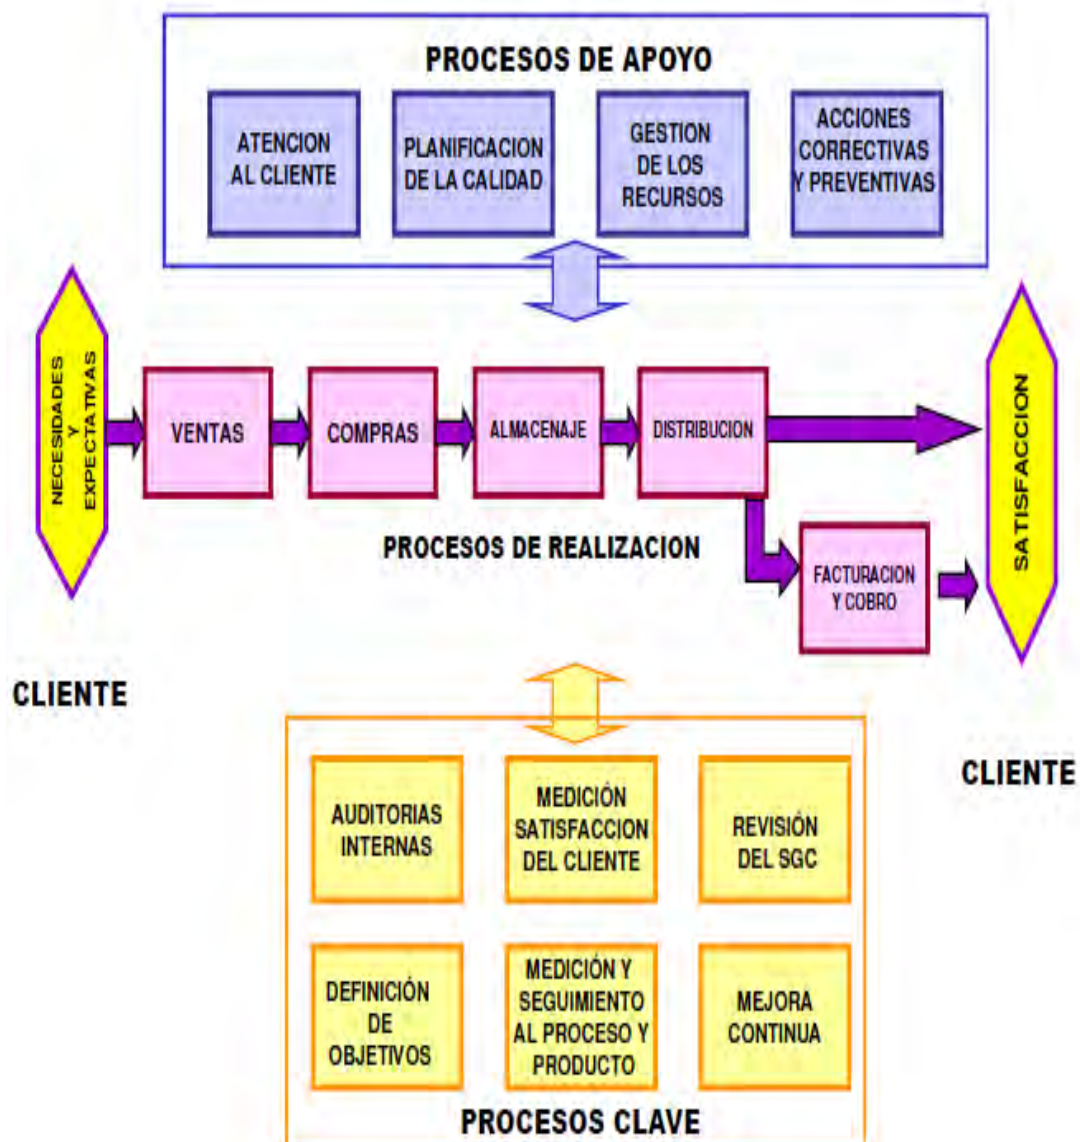 PROCESOS DE APOYO
ATENCION
AL CLIENTE
PLANIFICACION
DE LA CALIDAD
GESTION
DE LOS
RECURSOS
ACCIONES
CORRECTIVAS
Y PREVENTIVAS
NECESIDADES
Y
EXPECTATIVAS
VENTAS
COMPRAS
ALMACENAJE
DISTRIBUCION
SATISFACCION
PROCESOS DE REALIZACION
FACTURACION
Y COBRO
CLIENTE
CLIENTE
AUDITORIAS
INTERNAS
MEDICIÓN
SATISFACCION
DEL CLIENTE
REVISIÓN
DEL SGC
DEFINICIÓN
DE
OBJETIVOS
MEDICIÓN Y
SEGUIMIENTO
AL PROCESO Y
PRODUCTO
MEJORA
CONTINUA
PROCESOS CLAVE